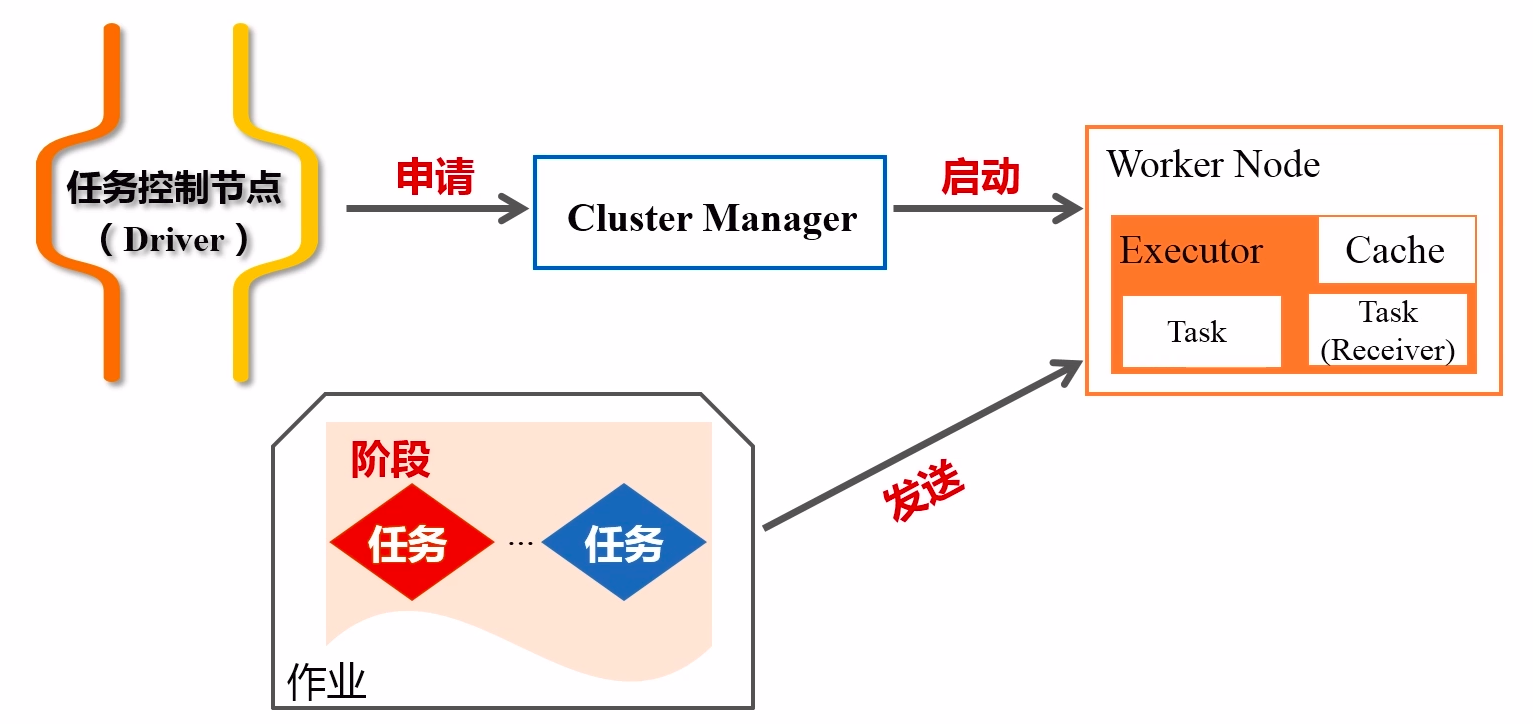 任务控制节点
（Driver）
申请
Cluster Manager
启动
Worker Node
Executor
Cache
Task
Task
(Receiver)
阶段
任务
...
任务
作业
发送